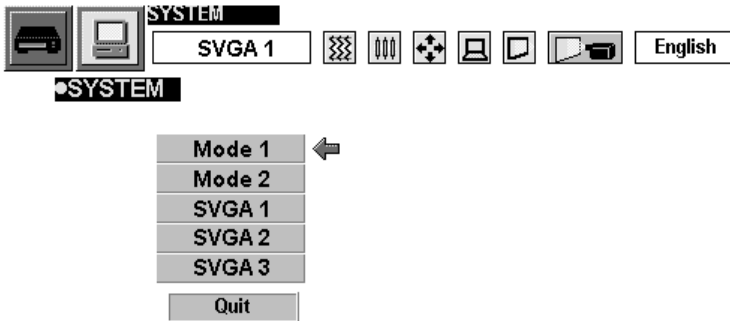 SYSTEM
SVGA 1
English
●SYSTEM
Mode 1
Mode 2
SVGA 1
SVGA 2
SVGA 3
Quit